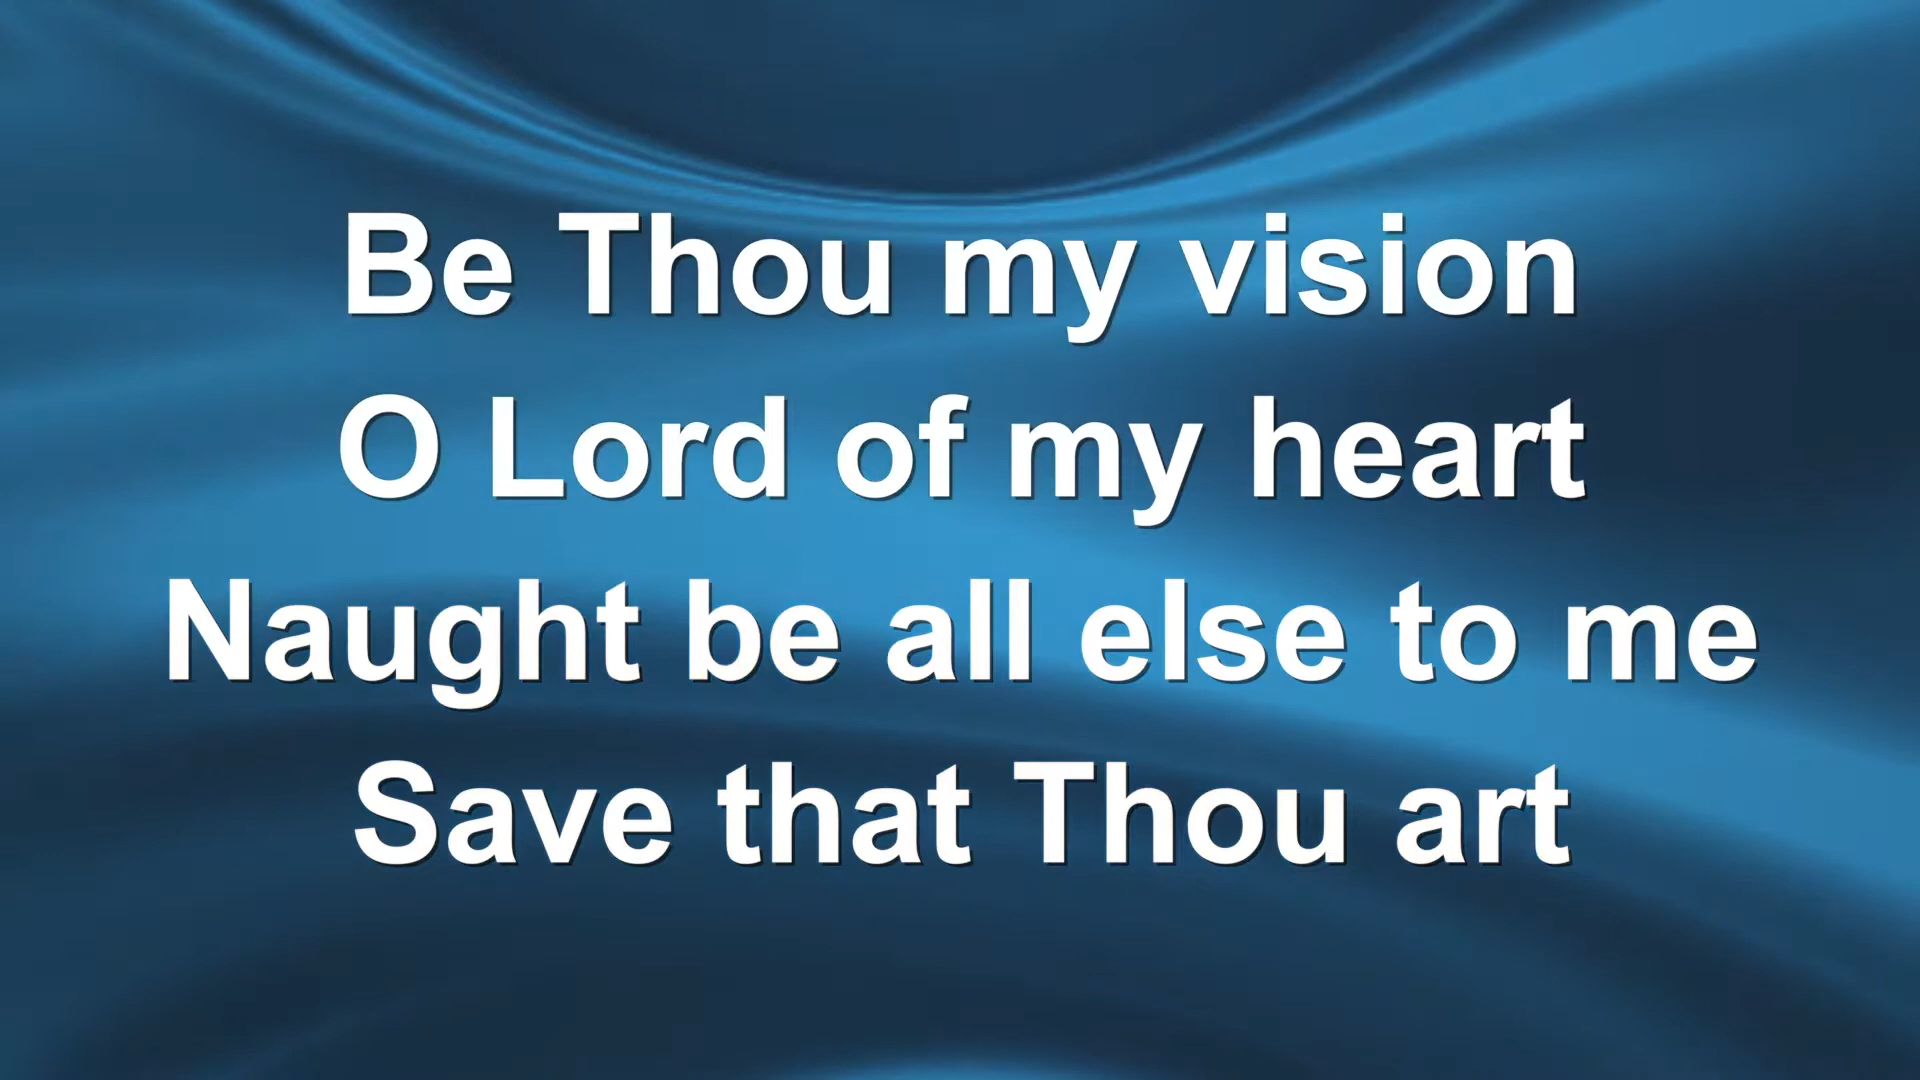 Be Thou my vision
O Lord of my heart
Naught be all else to me
Save that Thou art